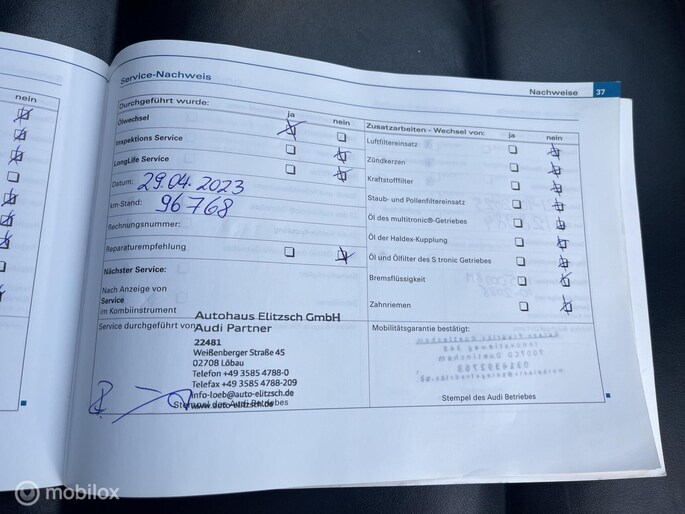 nein
Service-Nachweis
Nachweise 37
Durchgeführt wurde:
ja nein
Ölwechsel
Inspektions Service
LongLife Service
Datum: 29.04.2023
km-Stand: 96768
Rechnungsnummer:
Reparaturempfehlung
Nächster Service:
Nach Anzeige von
Service
im Kombiinstrument
Service durchgeführt von:
Autohaus Elitzsch GmbH
Audi Partner
22481
Weißenberger Straße 45
02708 Löbau
Telefon +49 3585 4788-0
Telefax +49 3585 4788-209
info-loeb@auto-elitzsch.de
www.auto-elitzsch.de
Stempel des Audi Betriebes
Zusatzarbeiten - Wechsel von: ja nein
Luftfiltereinsatz
Zündkerzen
Kraftstofffilter
Staub- und Pollenfiltereinsatz
Öl des multitronic®-Getriebes
Öl der Haldex-Kupplung
Öl und Ölfilter des S tronic Getriebes
Bremsflüssigkeit
Zahnriemen
Mobilitätsgarantie bestätigt:
Stempel des Audi Betriebes
mobilox